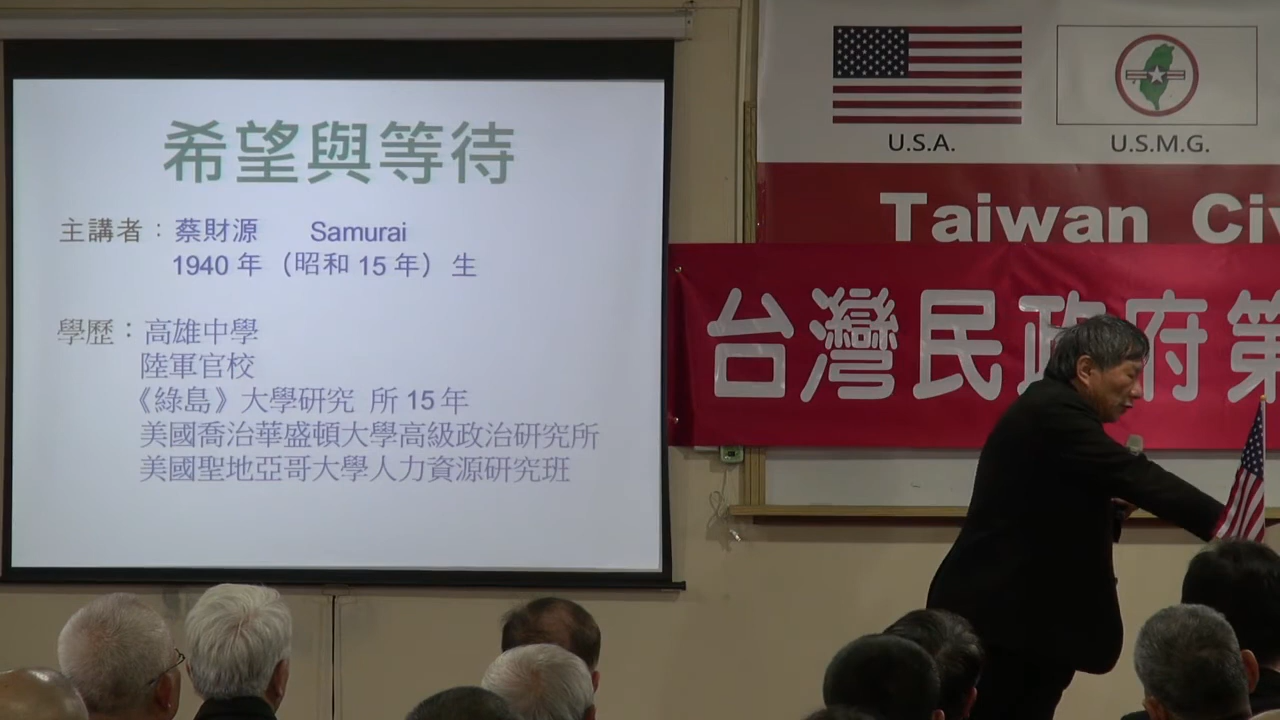 希望與等待
主講者：蔡財源 Samurai
1940 年（昭和 15 年）生
學歷：高雄中學
陸軍官校
《綠島》大學研究 所 15 年
美國喬治華盛頓大學高級政治研究所
美國聖地亞哥大學人力資源研究班
U.S.A.
U.S.M.G.
Taiwan Civ
台灣民政府第